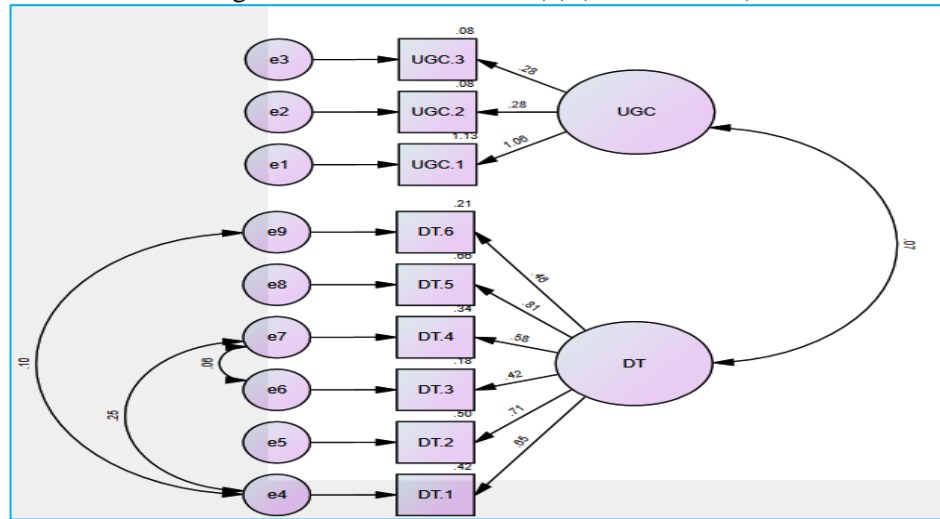 .08
e3 UGC.3 .28
.08
e2 UGC.2 .28 UGC
1.13
e1 UGC.1 1.06
.21
e9 DT.6 .46
.66
e8 DT.5 .81
.34
e7 DT.4 .58
.18
e6 DT.3 .42
.50
e5 DT.2 .71
.42
e4 DT.1 .65
DT
.07
.10
.25
.08